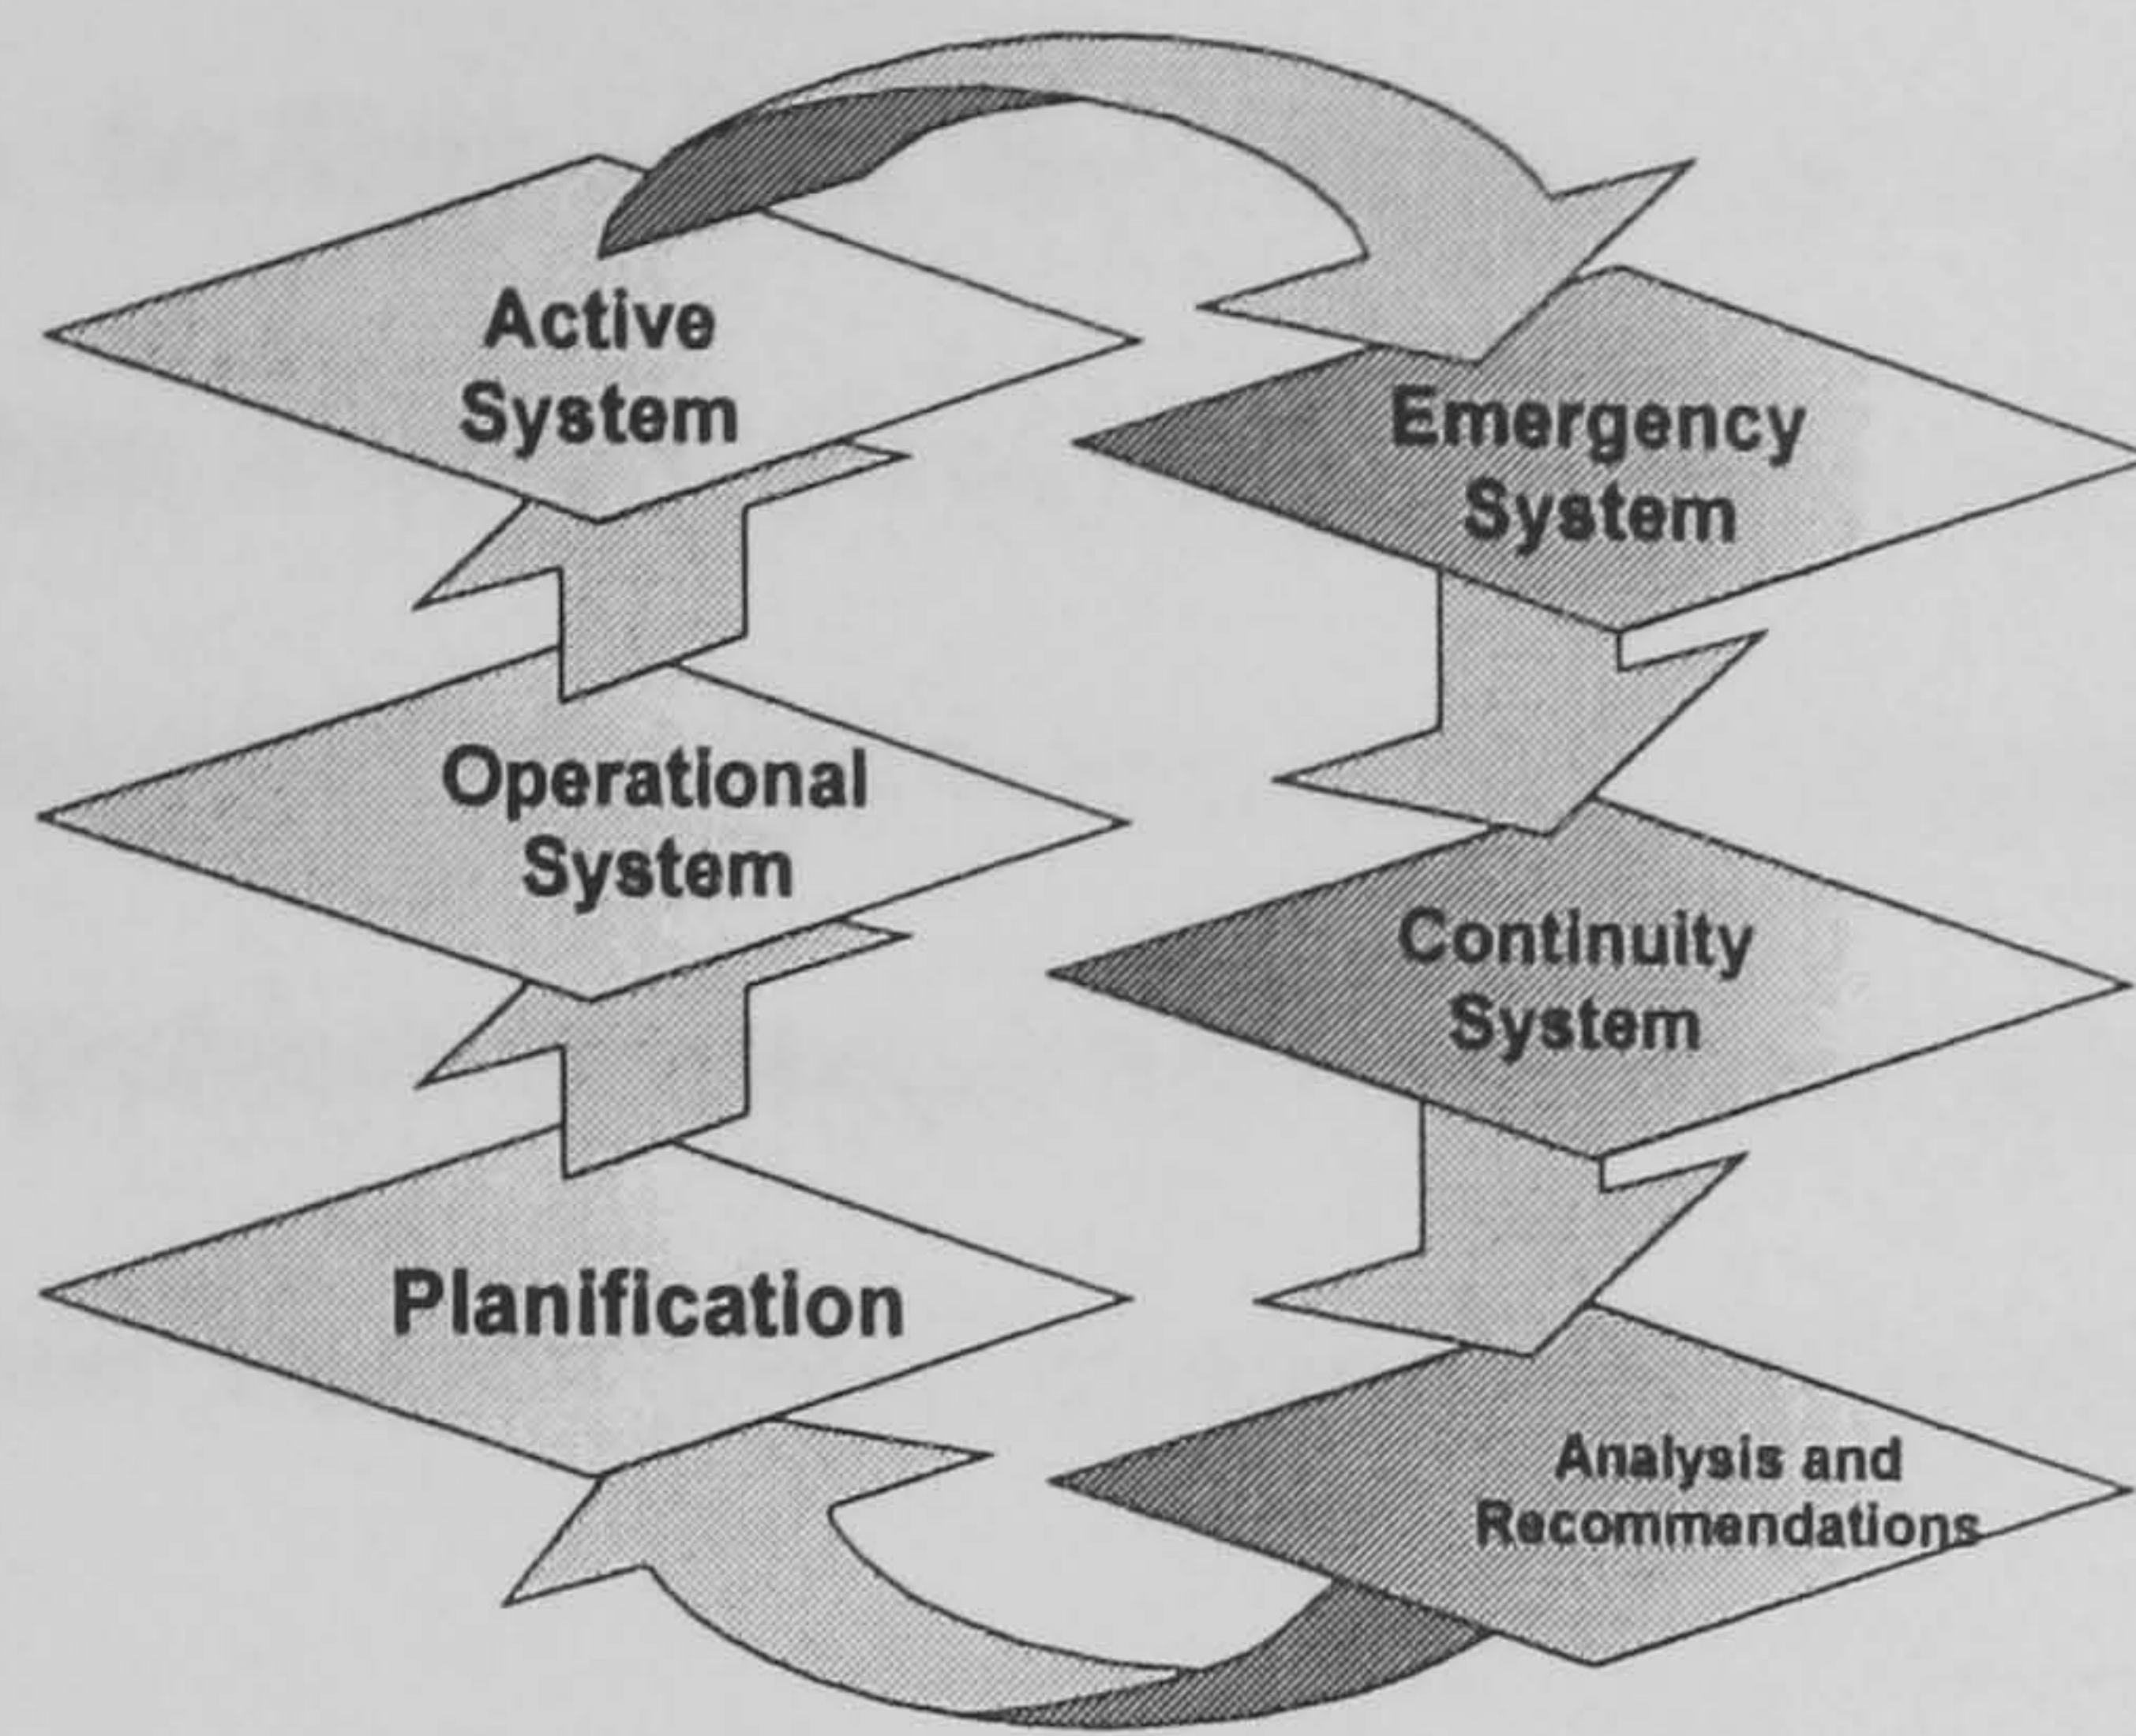 Active
System
Emergency
System
Operational
System
Continuity
System
Planification
Analysis and
Recommendations